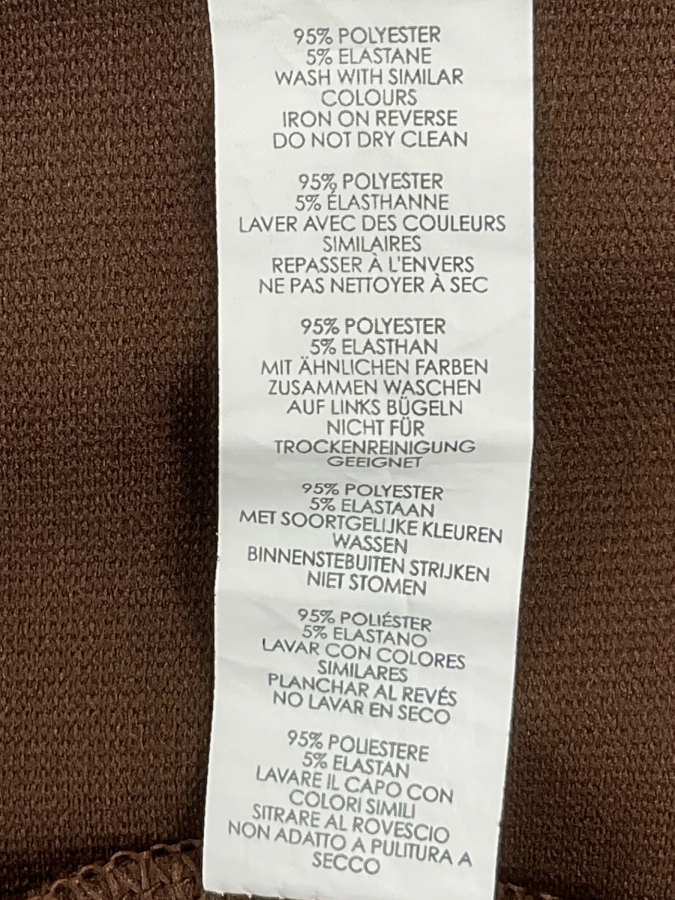 95% POLYESTER
5% ELASTANE
WASH WITH SIMILAR
COLOURS
IRON ON REVERSE
DO NOT DRY CLEAN
95% POLYESTER
5% ÉLASTHANNE
LAVER AVEC DES COULEURS
SIMILAIRES
REPASSER À L'ENVERS
NE PAS NETTOYER À SEC
95% POLYESTER
5% ELASTHAN
MIT ÄHNLICHEN FARBEN
ZUSAMMEN WASCHEN
AUF LINKS BÜGELN
NICHT FÜR
TROCKENREINIGUNG
GEEIGNET
95% POLYESTER
5% ELASTAAN
MET SOORTGELIJKE KLEUREN
WASSEN
BINNENSTEBUITEN STRIJKEN
NIET STOMEN
95% POLIÉSTER
5% ELASTANO
LAVAR CON COLORES
SIMILARES
PLANCHAR AL REVÉS
NO LAVAR EN SECO
95% POLIESTERE
5% ELASTAN
LAVARE IL CAPO CON
COLORI SIMILI
SITRARE AL ROVESCIO
NON ADATTO A PULITURA A
SECCO